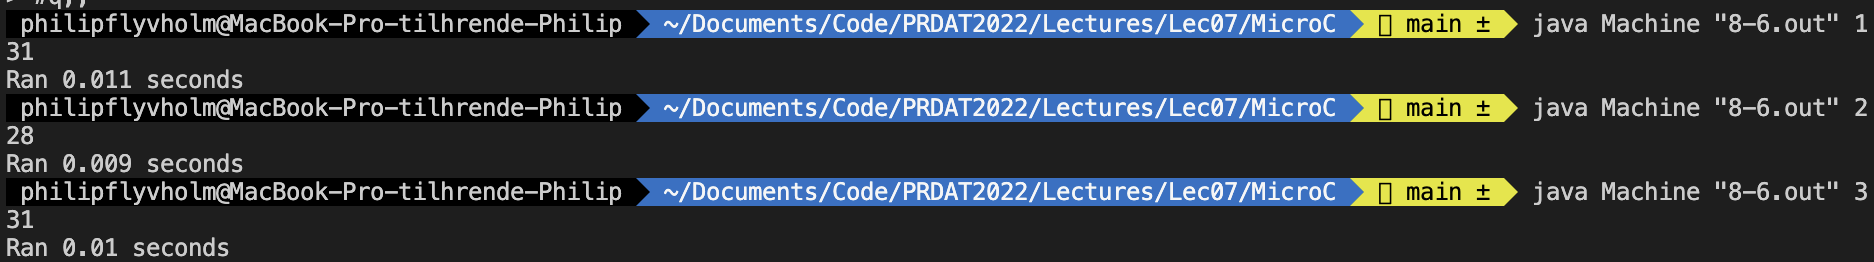 > #q;;
philipflyvholm@MacBook-Pro-tilhrende-Philip ~/Documents/Code/PRDAT2022/Lectures/Lec07/MicroC main ± java Machine "8-6.out" 1
31
Ran 0.011 seconds
philipflyvholm@MacBook-Pro-tilhrende-Philip ~/Documents/Code/PRDAT2022/Lectures/Lec07/MicroC main ± java Machine "8-6.out" 2
28
Ran 0.009 seconds
philipflyvholm@MacBook-Pro-tilhrende-Philip ~/Documents/Code/PRDAT2022/Lectures/Lec07/MicroC main ± java Machine "8-6.out" 3
31
Ran 0.01 seconds